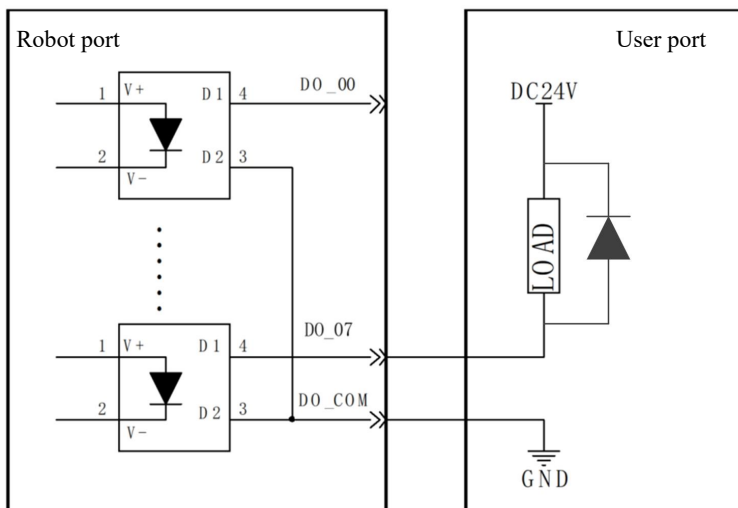 Robot port
User port
1 V+ D1 4 DO_00
2 V- D2 3
DC24V
LOAD
1 V+ D1 4 DO_07
2 V- D2 3 DO_COM
GND